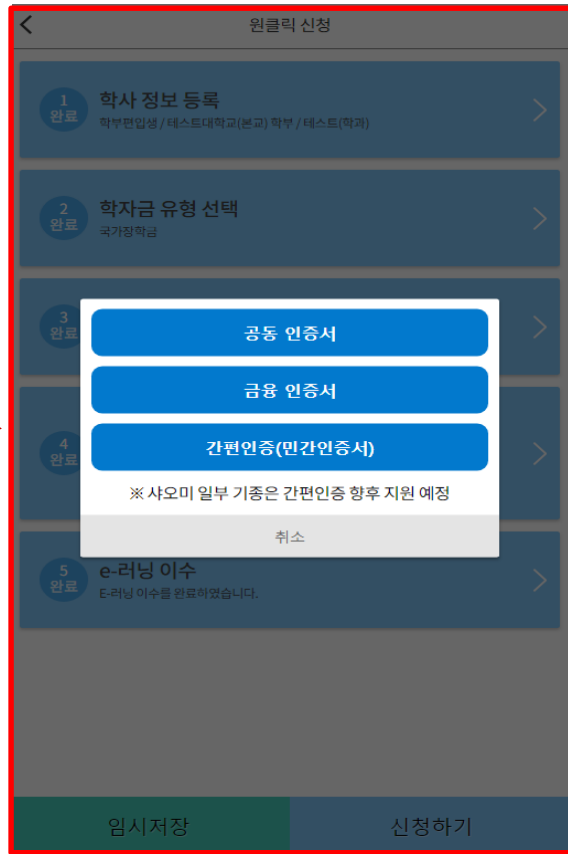 원클릭 신청
1
완료
학사 정보 등록
학부편입생 / 테스트대학교(본교) 학부 / 테스트(학과)
2
완료
학자금 유형 선택
국가장학금
3
완료
공동 인증서
금융 인증서
4
완료
간편인증(민간인증서)
※ 샤오미 일부 기종은 간편인증 향후 지원 예정
취소
5
완료
e-러닝 이수
E-러닝 이수를 완료하였습니다.
임시저장
신청하기